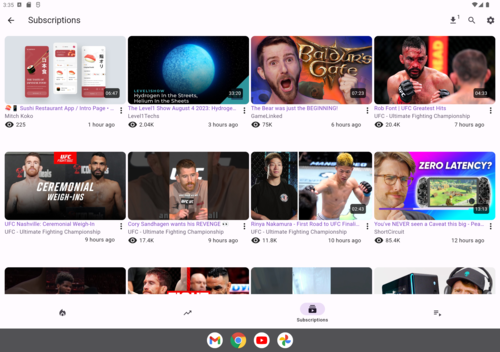 3:35
Subscriptions
1
06:47
LEVEL1SHOW
Hydrogen In the Streets,
Helium In the Sheets
33:20
Baldur's
Gate
07:23
04:23
🍣📱 Sushi Restaurant App / Intro Page •...
Mitch Koko
225
1 hour ago
The Level1 Show August 4 2023: Hydroge...
Level1Techs
2.04K
3 hours ago
The Bear was just the BEGINNING!
GameLinked
75K
6 hours ago
Rob Font | UFC Greatest Hits
UFC - Ultimate Fighting Championship
20.4K
7 hours ago
UFC
CEREMONIAL
WEIGH-INS
02:43
ZERO LATENCY?
13:13
UFC Nashville: Ceremonial Weigh-In
UFC - Ultimate Fighting Championship
9 hours ago
Cory Sandhagen wants his REVENGE 👀
UFC - Ultimate Fighting Championship
17.4K
9 hours ago
Rinya Nakamura - First Road to UFC Finali...
UFC - Ultimate Fighting Championship
11.8K
10 hours ago
You've NEVER seen a Caveat this big - Pea...
ShortCircuit
85.4K
12 hours ago
Subscriptions